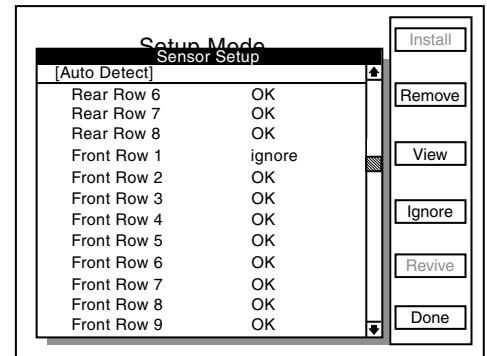 Setup Mode
Sensor Setup
[Auto Detect]
Rear Row 6 OK
Rear Row 7 OK
Rear Row 8 OK
Front Row 1 ignore
Front Row 2 OK
Front Row 3 OK
Front Row 4 OK
Front Row 5 OK
Front Row 6 OK
Front Row 7 OK
Front Row 8 OK
Front Row 9 OK
Install
Remove
View
Ignore
Revive
Done